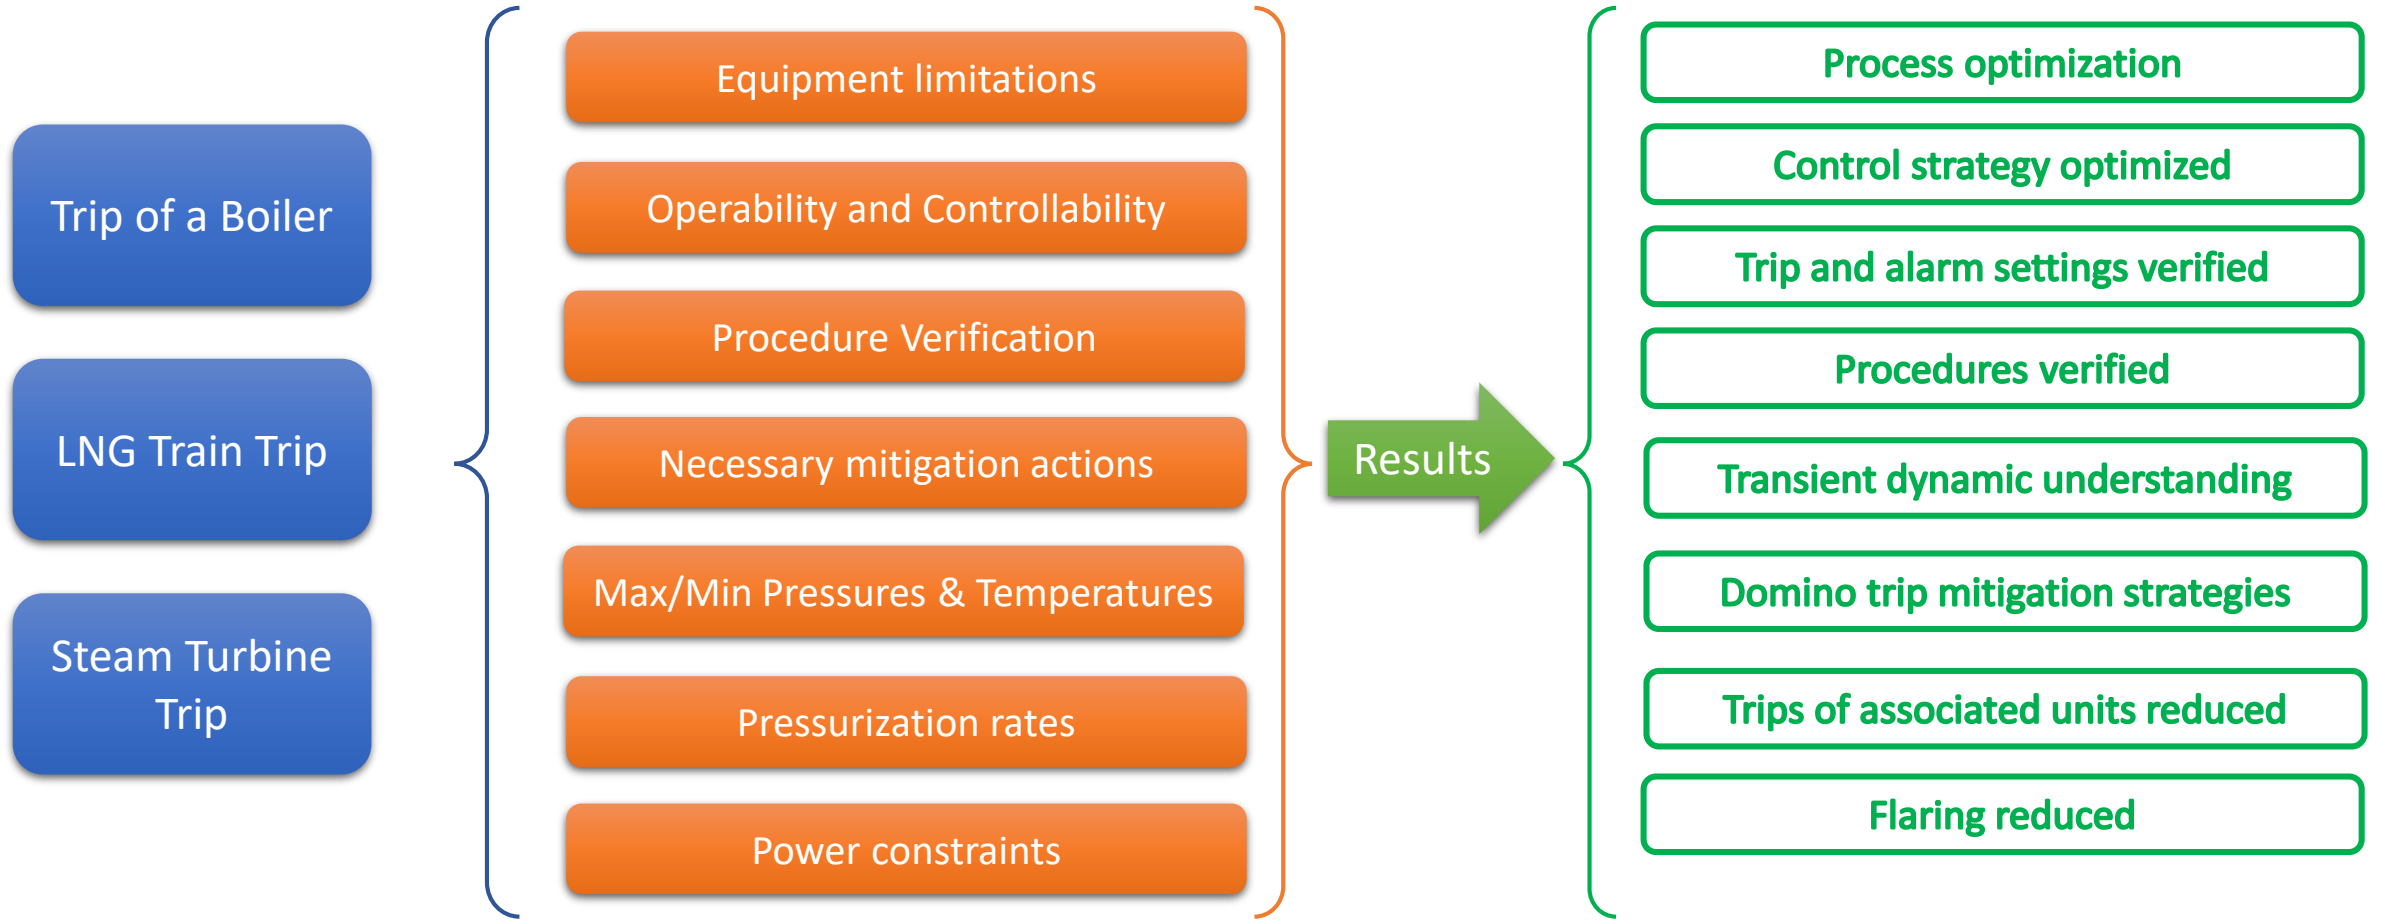 Trip of a Boiler
LNG Train Trip
Steam Turbine
Trip
Equipment limitations
Operability and Controllability
Procedure Verification
Necessary mitigation actions
Max/Min Pressures & Temperatures
Pressurization rates
Power constraints
Results
Process optimization
Control strategy optimized
Trip and alarm settings verified
Procedures verified
Transient dynamic understanding
Domino trip mitigation strategies
Trips of associated units reduced
Flaring reduced